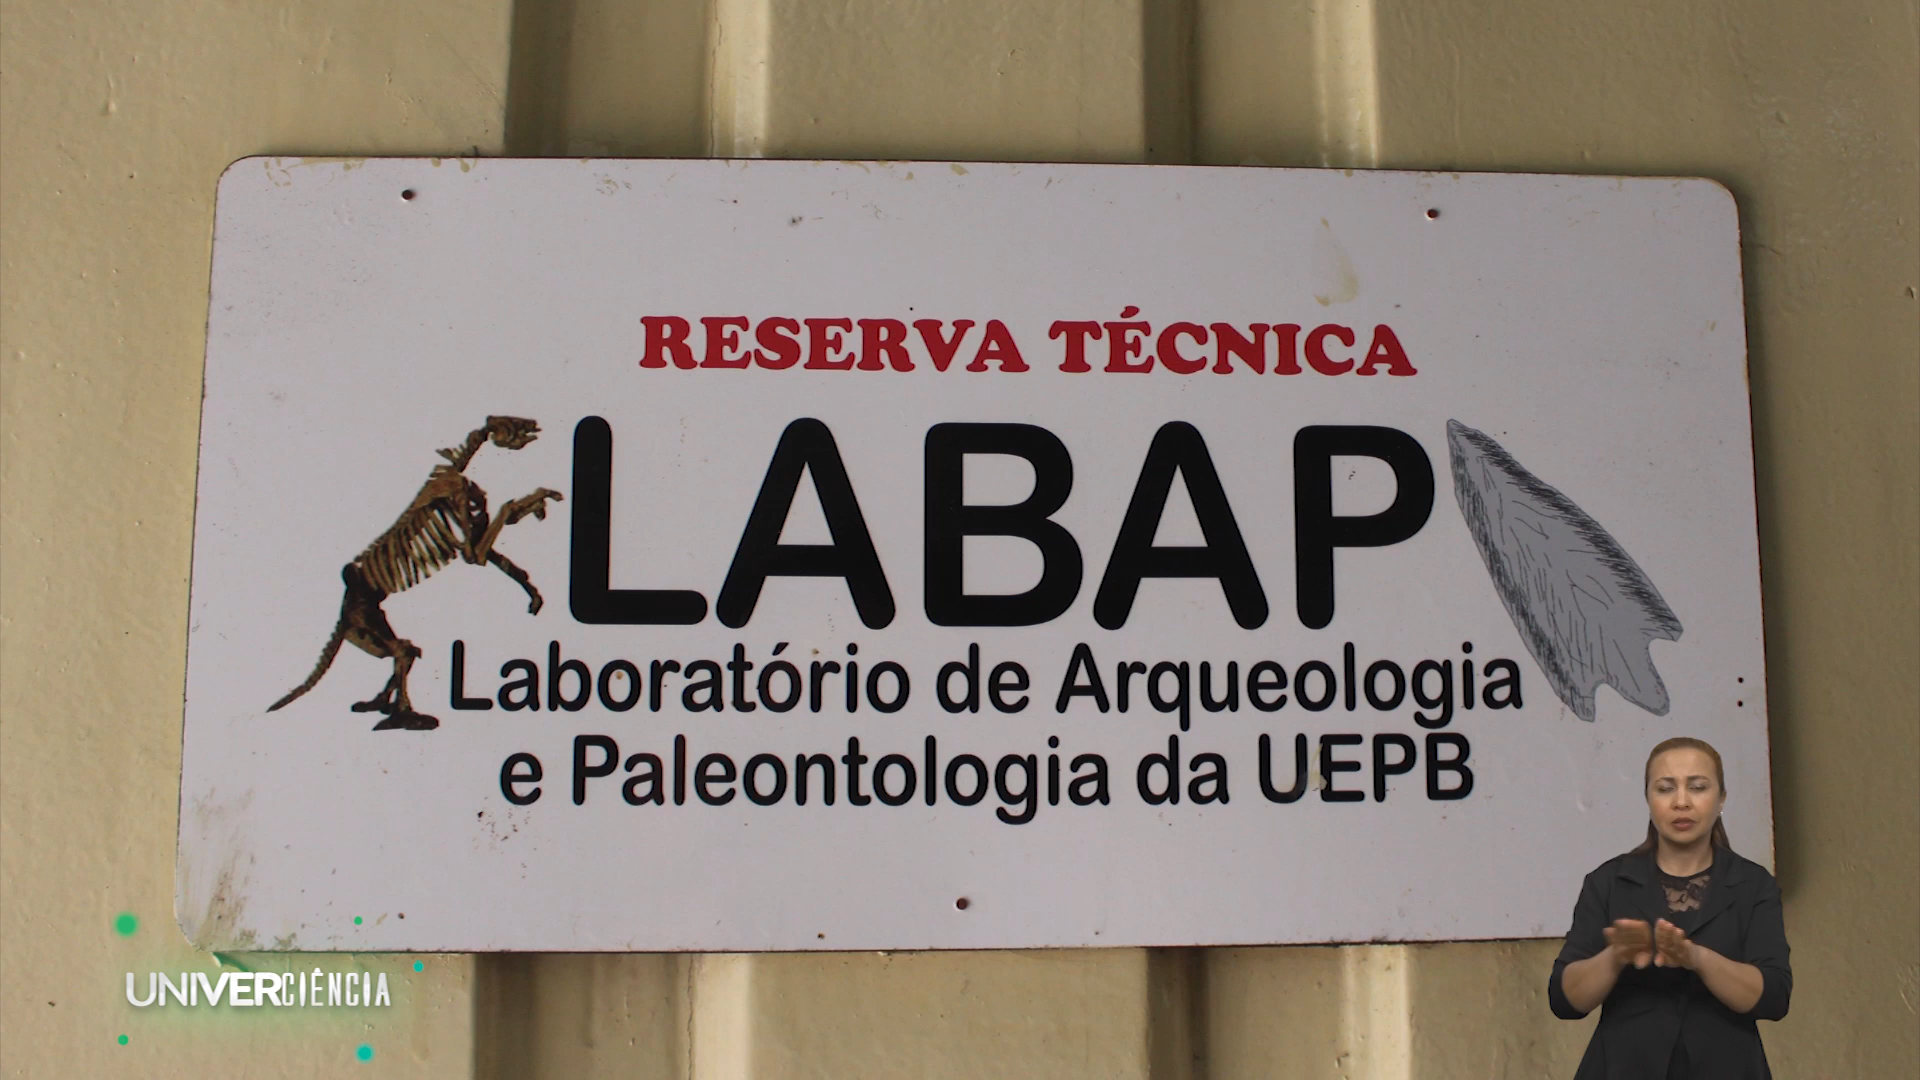 RESERVA TÉCNICA
LABAP
Laboratório de Arqueologia
e Paleontologia da UEPB
UNIVERCIÊNCIA